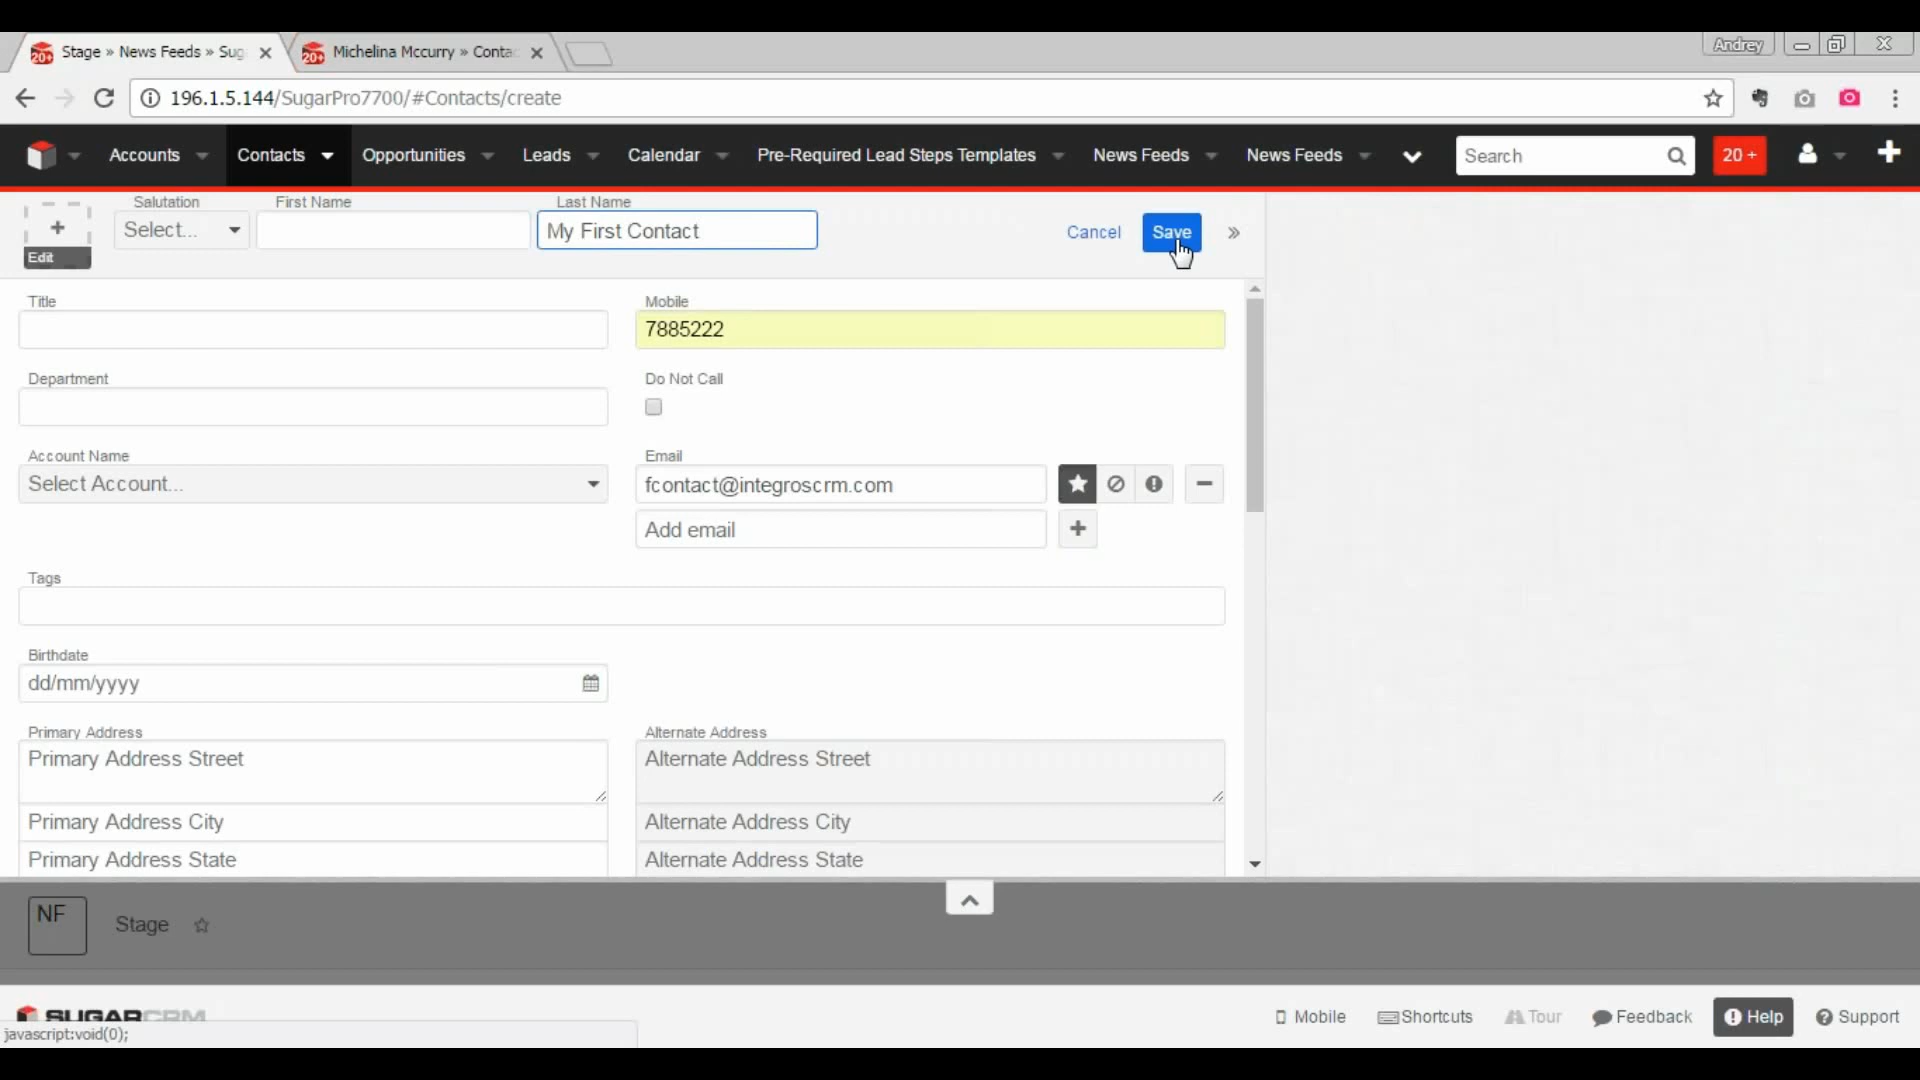 Stage » News Feeds » Sug
Michelina Mccurry » Conta
Andrey
196.1.5.144/SugarPro7700/#Contacts/create
Accounts Contacts Opportunities Leads Calendar Pre-Required Lead Steps Templates News Feeds News Feeds Search 20 +
Salutation First Name Last Name
Select... My First Contact Cancel Save »
Edit
Title Mobile
7885222
Department Do Not Call
Account Name Email
Select Account... fcontact@integroscrm.com
Add email
Tags
Birthdate
dd/mm/yyyy
Primary Address Alternate Address
Primary Address Street Alternate Address Street
Primary Address City Alternate Address City
Primary Address State Alternate Address State
NF Stage
SUGARCRM Mobile Shortcuts Tour Feedback Help Support
javascript:void(0);